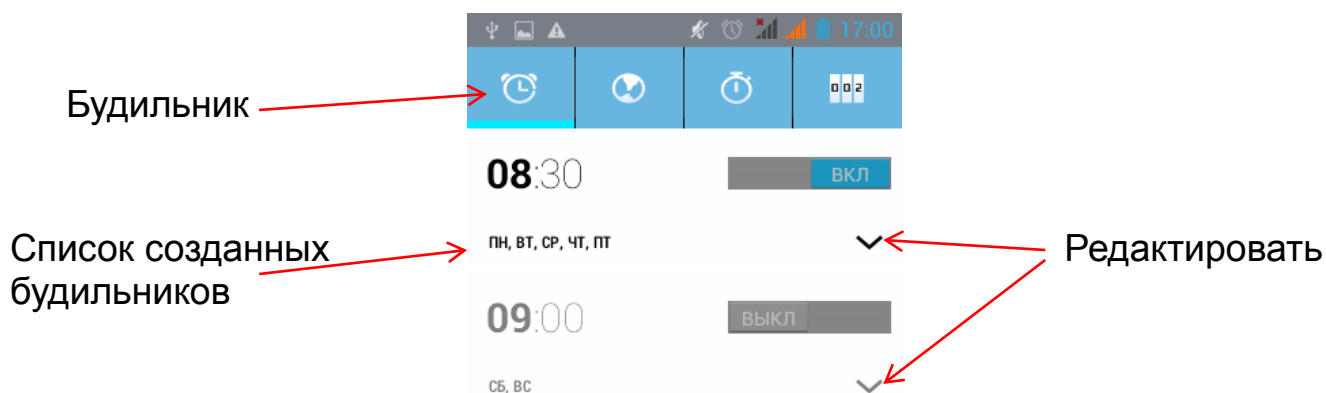 17:00
Будильник
002
08:30
ВКЛ
ПН, ВТ, СР, ЧТ, ПТ
Список созданных
будильников
Редактировать
09:00
ВЫКЛ
СБ, ВС